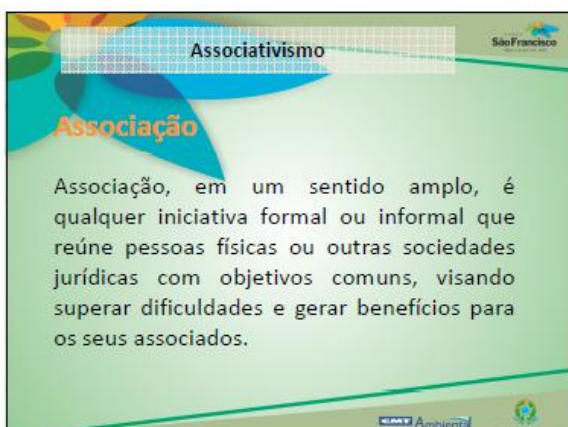 Associativismo
São Francisco
Associação
Associação, em um sentido amplo, é
qualquer iniciativa formal ou informal que
reúne pessoas físicas ou outras sociedades
jurídicas com objetivos comuns, visando
superar dificuldades e gerar benefícios para
os seus associados.
CMT Ambiental